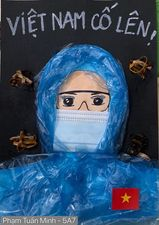 VIỆT NAM CỐ LÊN!
Phạm Tuấn Minh - 5A7